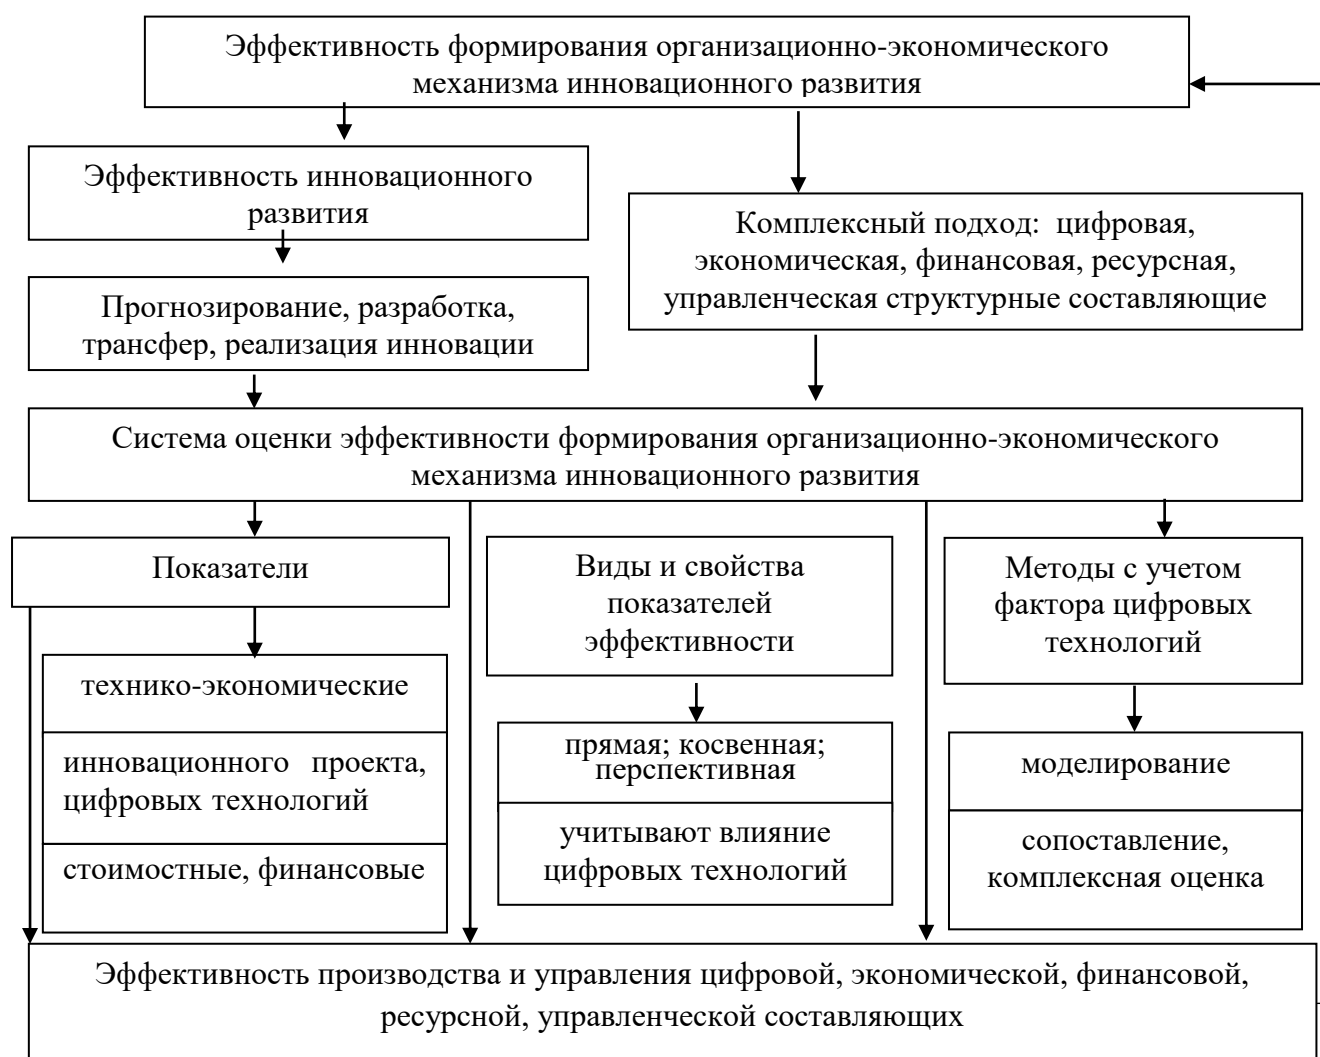 Эффективность формирования организационно-экономического
механизма инновационного развития
Эффективность инновационного
развития
Комплексный подход: цифровая,
экономическая, финансовая, ресурсная,
управленческая структурные составляющие
Прогнозирование, разработка,
трансфер, реализация инновации
Система оценки эффективности формирования организационно-экономического
механизма инновационного развития
Показатели
Виды и свойства
показателей
эффективности
Методы с учетом
фактора цифровых
технологий
технико-экономические
инновационного проекта,
цифровых технологий
стоимостные, финансовые
прямая; косвенная;
перспективная
учитывают влияние
цифровых технологий
моделирование
сопоставление,
комплексная оценка
Эффективность производства и управления цифровой, экономической, финансовой,
ресурсной, управленческой составляющих